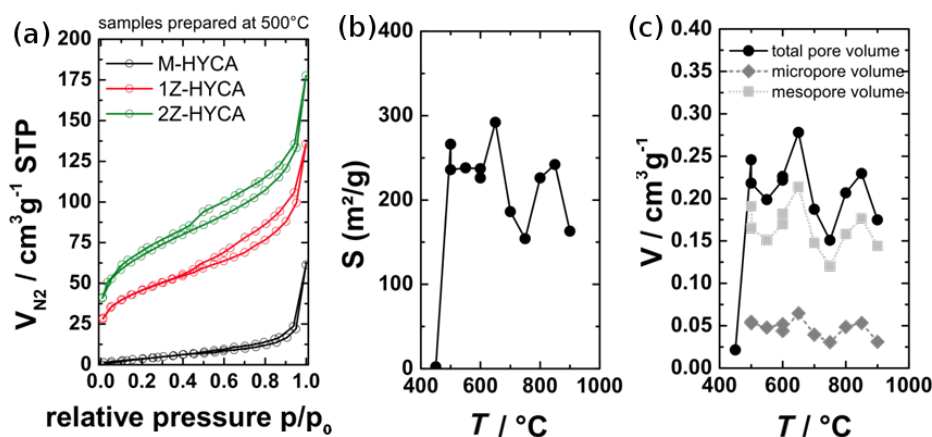 samples prepared at 500°C
(a)
200
175
150
125
100
75
50
25
0
V_N2 / cm³g⁻¹ STP
M-HYCA
1Z-HYCA
2Z-HYCA
0.0 0.2 0.4 0.6 0.8 1.0
relative pressure p/p₀
(b)
400
300
200
100
0
S (m²/g)
400 600 800 1000
T / °C
(c)
0.40
0.35
0.30
0.25
0.20
0.15
0.10
0.05
0.00
V / cm³g⁻¹
total pore volume
micropore volume
mesopore volume
400 600 800 1000
T / °C